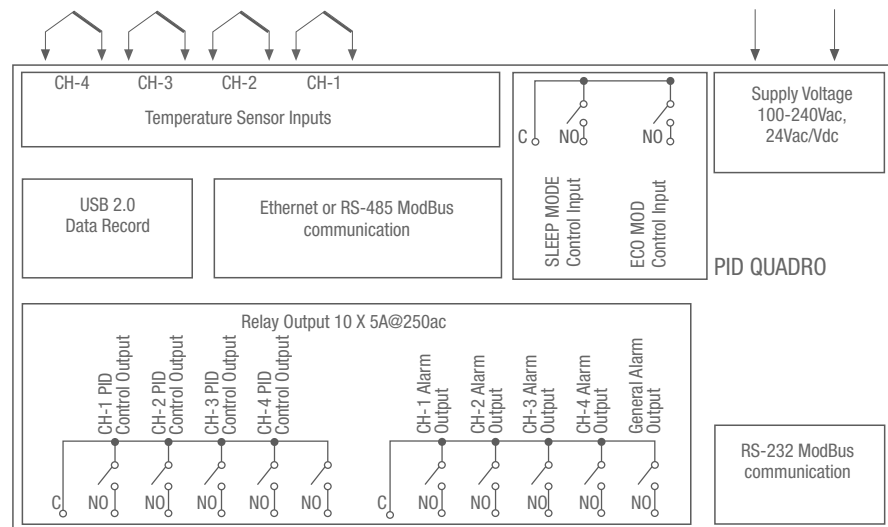 CH-4 CH-3 CH-2 CH-1
Temperature Sensor Inputs
C NO NO
SLEEP MODE
Control Input
ECO MOD
Control Input
Supply Voltage
100-240Vac,
24Vac/Vdc
USB 2.0
Data Record
Ethernet or RS-485 ModBus
communication
PID QUADRO
Relay Output 10 X 5A@250ac
CH-1 PID
Control Output
CH-2 PID
Control Output
CH-3 PID
Control Output
CH-4 PID
Control Output
CH-1 Alarm
Output
CH-2 Alarm
Output
CH-3 Alarm
Output
CH-4 Alarm
Output
General Alarm
Output
C NO NO NO NO NO
C NO NO NO NO NO
RS-232 ModBus
communication